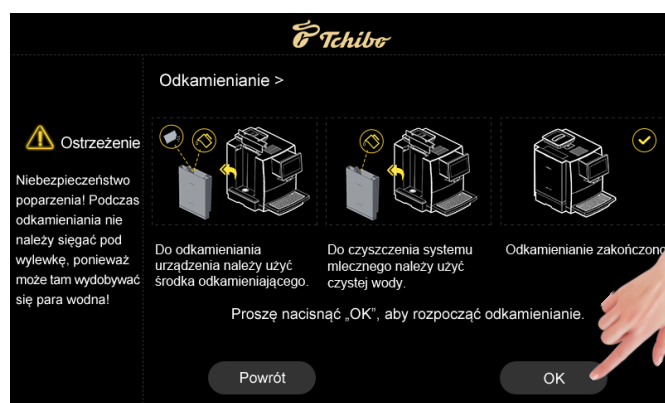 Tchibo
Odkamienianie >
Ostrzeżenie
Niebezpieczeństwo
poparzenia! Podczas
odkamieniania nie
należy sięgać pod
wylewkę, ponieważ
może tam wydobywać
się para wodna!
Do odkamieniania
urządzenia należy użyć
środka odkamieniającego.
Do czyszczenia systemu
mlecznego należy użyć
czystej wody.
Odkamienianie zakończono
Proszę nacisnąć „OK”, aby rozpocząć odkamienianie.
Powrót
OK